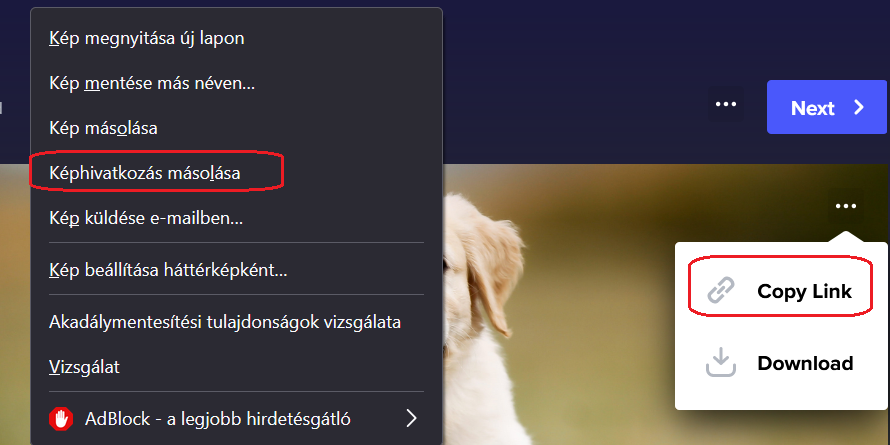 Kép megnyitása új lapon
Kép mentése más néven...
Kép másolása
Képhivatkozás másolása
Kép küldése e-mailben...
Kép beállítása háttérképként...
Akadálymentesítési tulajdonságok vizsgálata
Vizsgálat
AdBlock - a legjobb hirdetésgátló
Next
Copy Link
Download